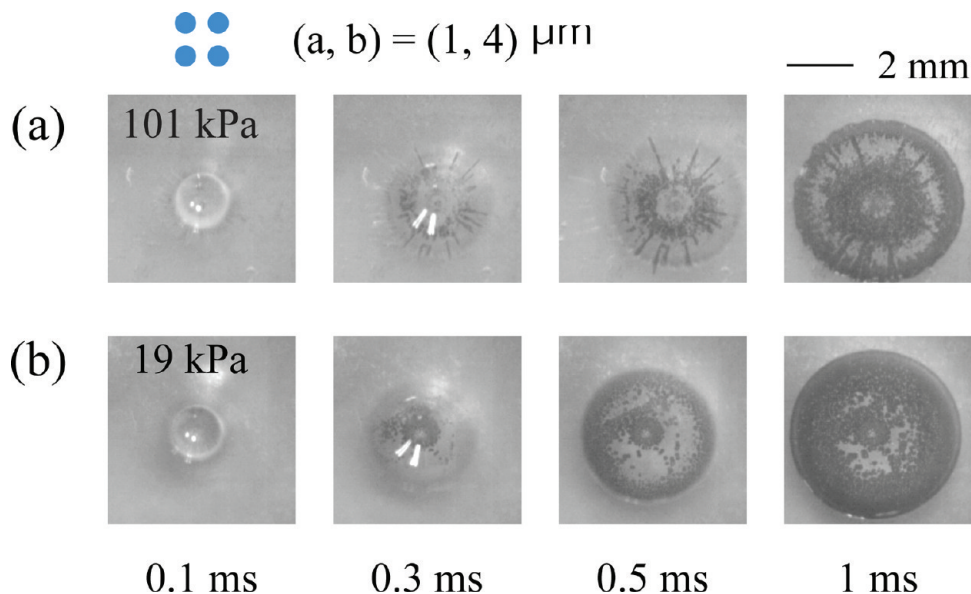 (a, b) = (1, 4) μm
2 mm
(a)
101 kPa
(b)
19 kPa
0.1 ms
0.3 ms
0.5 ms
1 ms